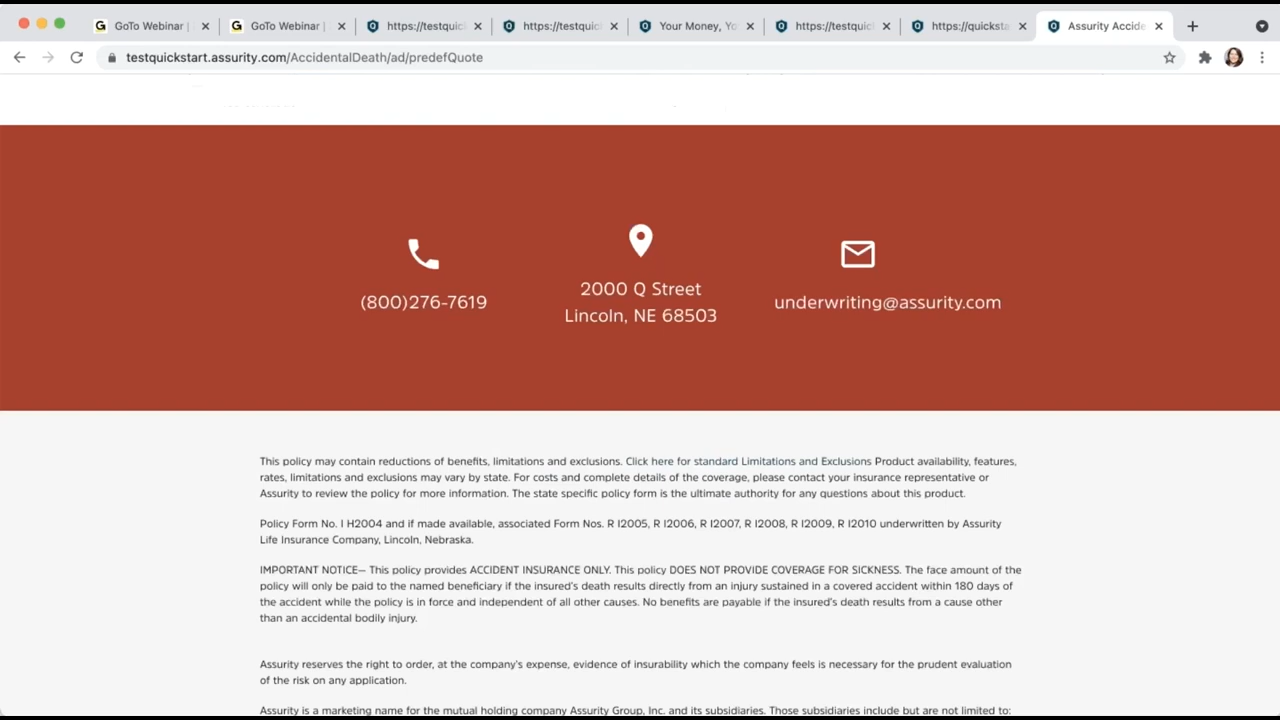 GoTo Webinar |
GoTo Webinar |
https://testquick
https://testquick
Your Money, Yo
https://testquick
https://quicksta
Assurity Accide
testquickstart.assurity.com/AccidentalDeath/ad/predefQuote
(800)276-7619
2000 Q Street
Lincoln, NE 68503
underwriting@assurity.com
This policy may contain reductions of benefits, limitations and exclusions. Click here for standard Limitations and Exclusions Product availability, features,
rates, limitations and exclusions may vary by state. For costs and complete details of the coverage, please contact your insurance representative or
Assurity to review the policy for more information. The state specific policy form is the ultimate authority for any questions about this product.
Policy Form No. I H2004 and if made available, associated Form Nos. R I2005, R I2006, R I2007, R I2008, R I2009, R I2010 underwritten by Assurity
Life Insurance Company, Lincoln, Nebraska.
IMPORTANT NOTICE— This policy provides ACCIDENT INSURANCE ONLY. This policy DOES NOT PROVIDE COVERAGE FOR SICKNESS. The face amount of the
policy will only be paid to the named beneficiary if the insured's death results directly from an injury sustained in a covered accident within 180 days of
the accident while the policy is in force and independent of all other causes. No benefits are payable if the insured's death results from a cause other
than an accidental bodily injury.
Assurity reserves the right to order, at the company's expense, evidence of insurability which the company feels is necessary for the prudent evaluation
of the risk on any application.
Assurity is a marketing name for the mutual holding company Assurity Group, Inc. and its subsidiaries. Those subsidiaries include but are not limited to: